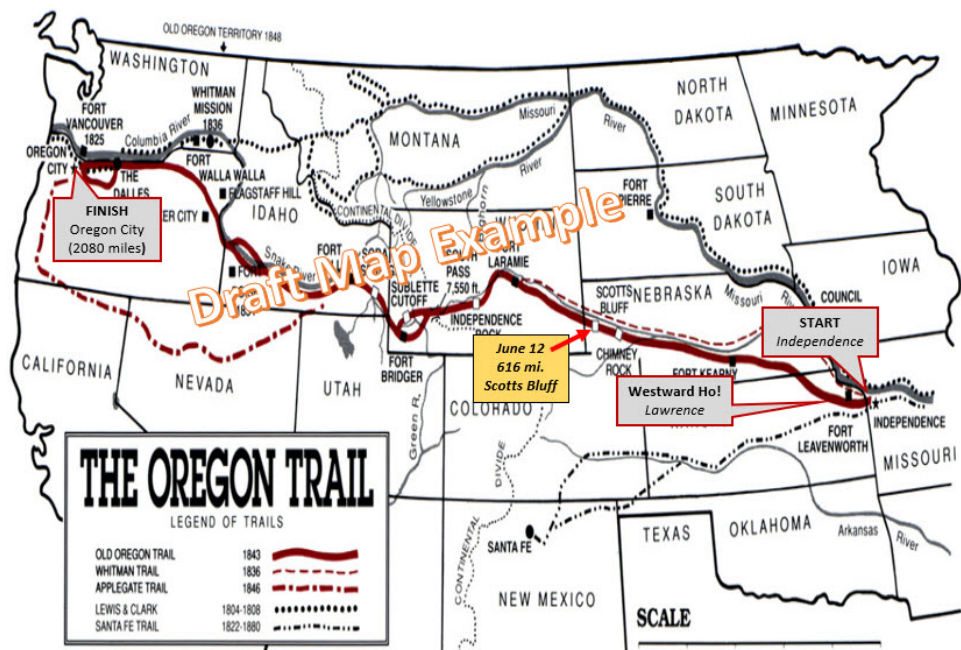 OLD OREGON TERRITORY 1848
WASHINGTON
FORT
VANCOUVER
1825
WHITMAN
MISSION
1836
Columbia River
OREGON
CITY
THE
DALLES
FORT
WALLA WALLA
FLAGSTAFF HILL
IDAHO
FINISH
Oregon City
(2080 miles)
MONTANA
Missouri
River
Yellowstone
River
CONTINENTAL DIVIDE
NORTH
DAKOTA
MINNESOTA
SOUTH
DAKOTA
FORT
PIERRE
IOWA
Draft Map Example
Snake River
FORT
SUBLETTE
CUTOFF
PASS
7,550 ft.
LARAMIE
INDEPENDENCE
FORT
BRIDGER
SCOTTS
BLUFF
NEBRASKA
Missouri
River
COUNCIL
CHIMNEY
ROCK
FORT KEARNY
START
Independence
June 12
616 mi.
Scotts Bluff
Westward Ho!
Lawrence
CALIFORNIA
NEVADA
UTAH
Green R.
COLORADO
FORT
LEAVENWORTH
INDEPENDENCE
MISSOURI
CONTINENTAL
DIVIDE
SANTA FE
NEW MEXICO
TEXAS
OKLAHOMA
Arkansas
River
SCALE
THE OREGON TRAIL
LEGEND OF TRAILS
OLD OREGON TRAIL 1843
WHITMAN TRAIL 1836
APPLEGATE TRAIL 1846
LEWIS & CLARK 1804-1808
SANTA FE TRAIL 1822-1880